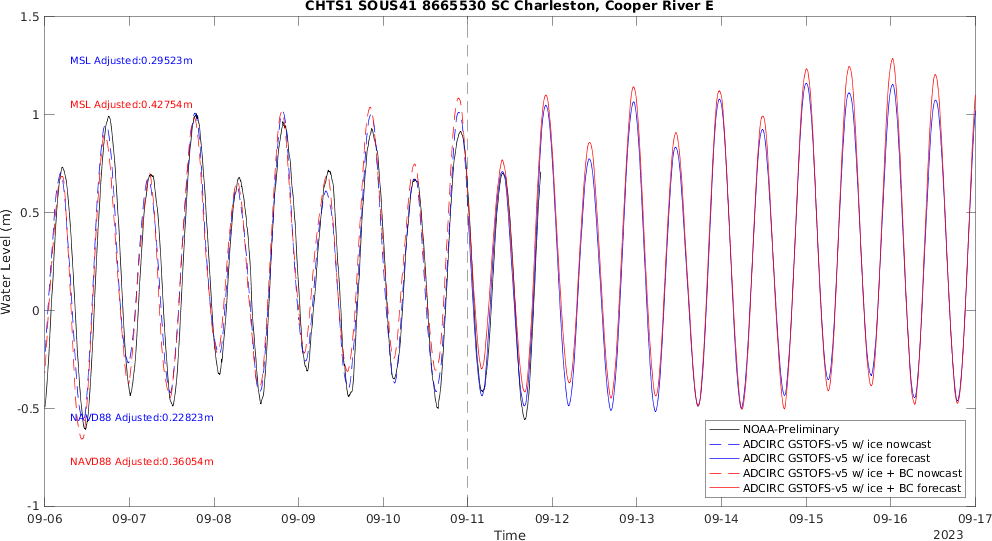 CHTS1 SOUS41 8665530 SC Charleston, Cooper River E
1.5
1
0.5
0
-0.5
-1
Water Level (m)
MSL Adjusted:0.29523m
MSL Adjusted:0.42754m
NAVD88 Adjusted:0.22823m
NAVD88 Adjusted:0.36054m
NOAA-Preliminary
ADCIRC GSTOFS-v5 w/ ice nowcast
ADCIRC GSTOFS-v5 w/ ice forecast
ADCIRC GSTOFS-v5 w/ ice + BC nowcast
ADCIRC GSTOFS-v5 w/ ice + BC forecast
09-06 09-07 09-08 09-09 09-10 09-11 09-12 09-13 09-14 09-15 09-16 09-17
Time
2023